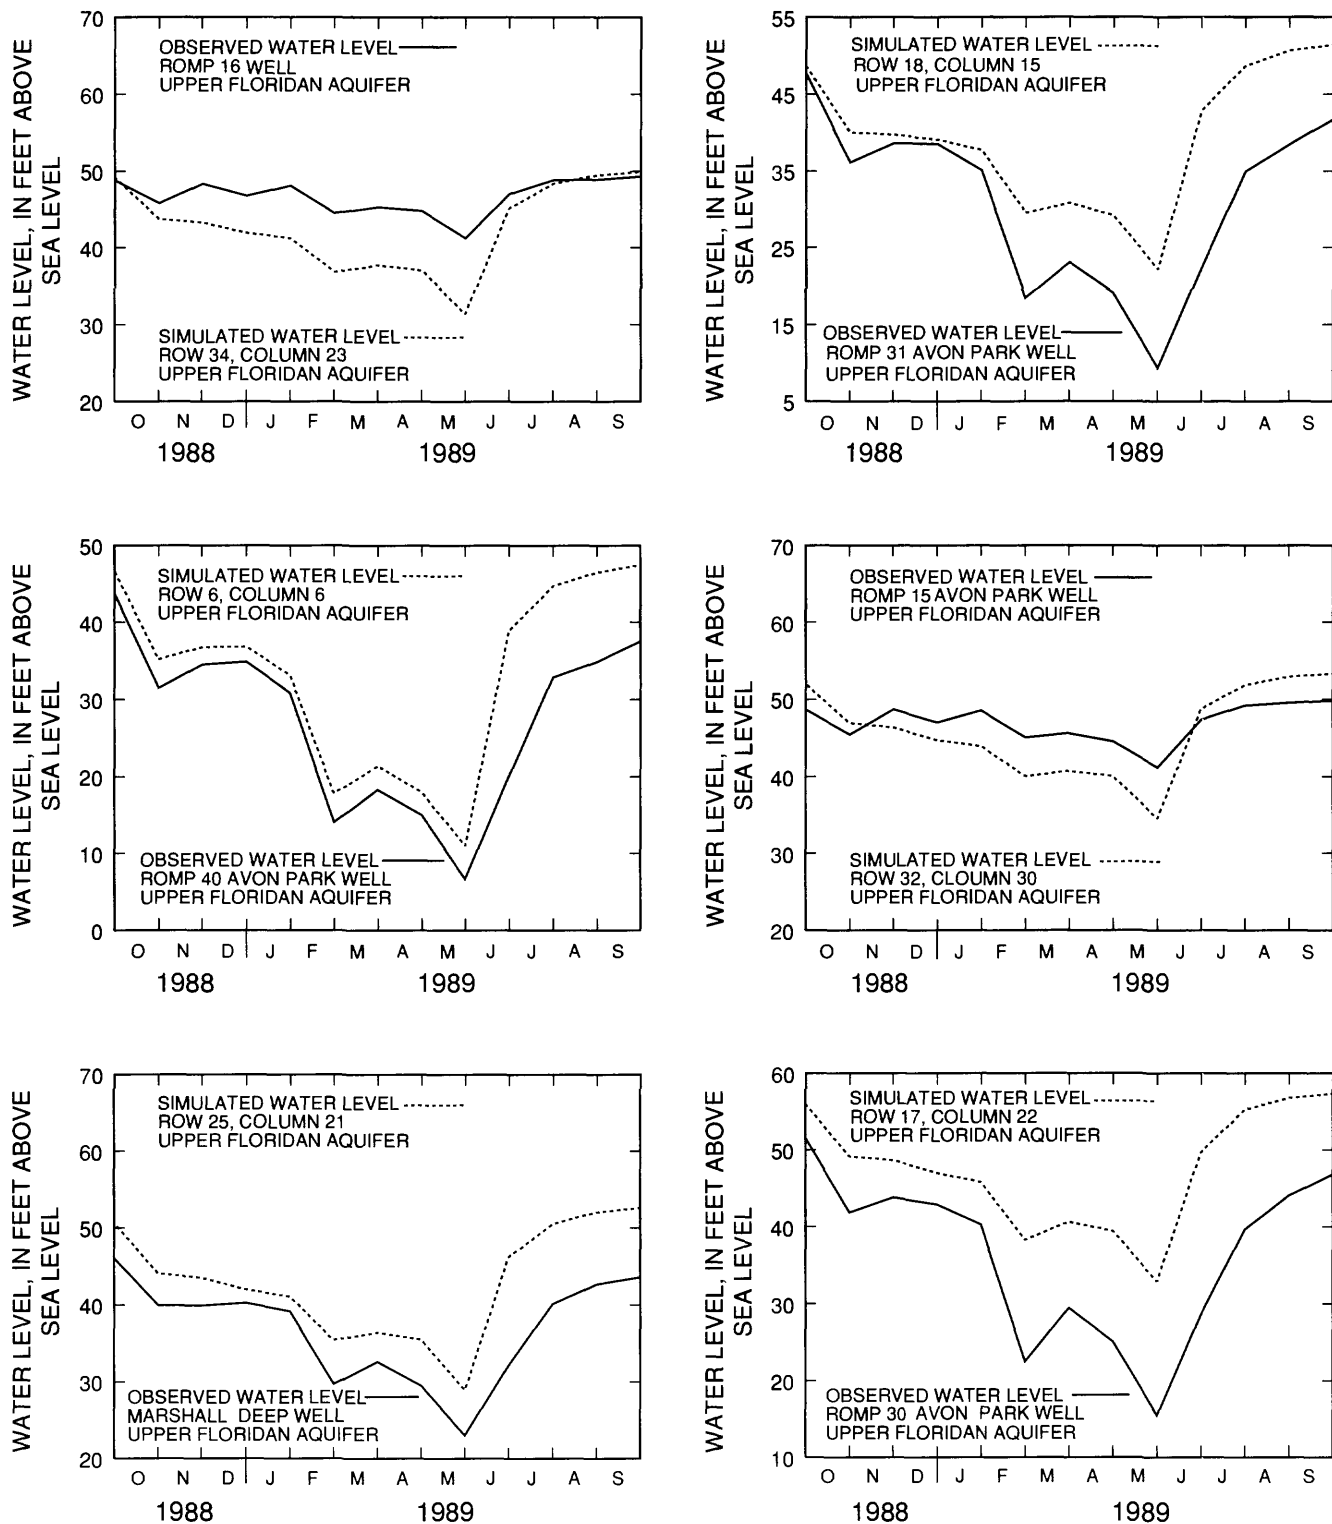 WATER LEVEL, IN FEET ABOVE
SEA LEVEL
70
60
50
40
30
20
OBSERVED WATER LEVEL
ROMP 16 WELL
UPPER FLORIDAN AQUIFER
SIMULATED WATER LEVEL
ROW 34, COLUMN 23
UPPER FLORIDAN AQUIFER
O N D J F M A M J J A S
1988 1989
WATER LEVEL, IN FEET ABOVE
SEA LEVEL
55
45
35
25
15
5
SIMULATED WATER LEVEL
ROW 18, COLUMN 15
UPPER FLORIDAN AQUIFER
OBSERVED WATER LEVEL
ROMP 31 AVON PARK WELL
UPPER FLORIDAN AQUIFER
O N D J F M A M J J A S
1988 1989
WATER LEVEL, IN FEET ABOVE
SEA LEVEL
50
40
30
20
10
0
SIMULATED WATER LEVEL
ROW 6, COLUMN 6
UPPER FLORIDAN AQUIFER
OBSERVED WATER LEVEL
ROMP 40 AVON PARK WELL
UPPER FLORIDAN AQUIFER
O N D J F M A M J J A S
1988 1989
WATER LEVEL, IN FEET ABOVE
SEA LEVEL
70
60
50
40
30
20
OBSERVED WATER LEVEL
ROMP 15 AVON PARK WELL
UPPER FLORIDAN AQUIFER
SIMULATED WATER LEVEL
ROW 32, CLOUMN 30
UPPER FLORIDAN AQUIFER
O N D J F M A M J J A S
1988 1989
WATER LEVEL, IN FEET ABOVE
SEA LEVEL
70
60
50
40
30
20
SIMULATED WATER LEVEL
ROW 25, COLUMN 21
UPPER FLORIDAN AQUIFER
OBSERVED WATER LEVEL
MARSHALL DEEP WELL
UPPER FLORIDAN AQUIFER
O N D J F M A M J J A S
1988 1989
WATER LEVEL, IN FEET ABOVE
SEA LEVEL
60
50
40
30
20
10
SIMULATED WATER LEVEL
ROW 17, COLUMN 22
UPPER FLORIDAN AQUIFER
OBSERVED WATER LEVEL
ROMP 30 AVON PARK WELL
UPPER FLORIDAN AQUIFER
O N D J F M A M J J A S
1988 1989